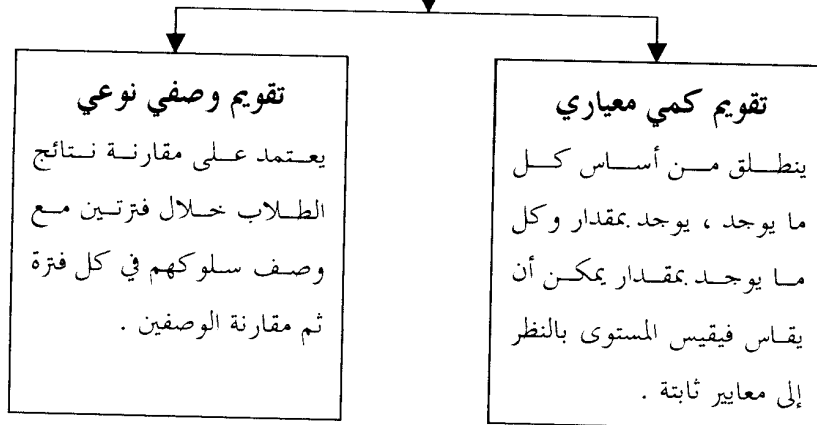 تقويم كمي معياري
ينطلق من أساس كل
ما يوجد ، يوجد بمقدار وكل
ما يوجد بمقدار يمكن أن
يقاس فيقيس المستوى بالنظر
إلى معايير ثابتة .
تقويم وصفي نوعي
يعتمد على مقارنة نتائج
الطلاب خلال فترتين مع
وصف سلوكهم في كل فترة
ثم مقارنة الوصفين .